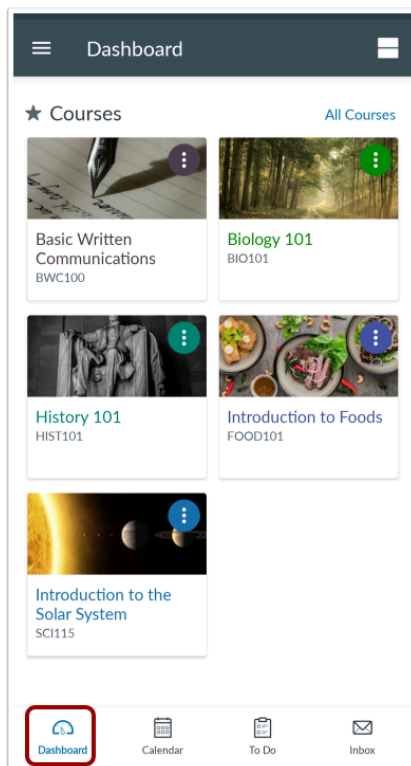 Dashboard
Courses
All Courses
Basic Written
Communications
BWC100
Biology 101
BIO101
History 101
HIST101
Introduction to Foods
FOOD101
Introduction to the
Solar System
SCI115
Dashboard
Calendar
To Do
Inbox